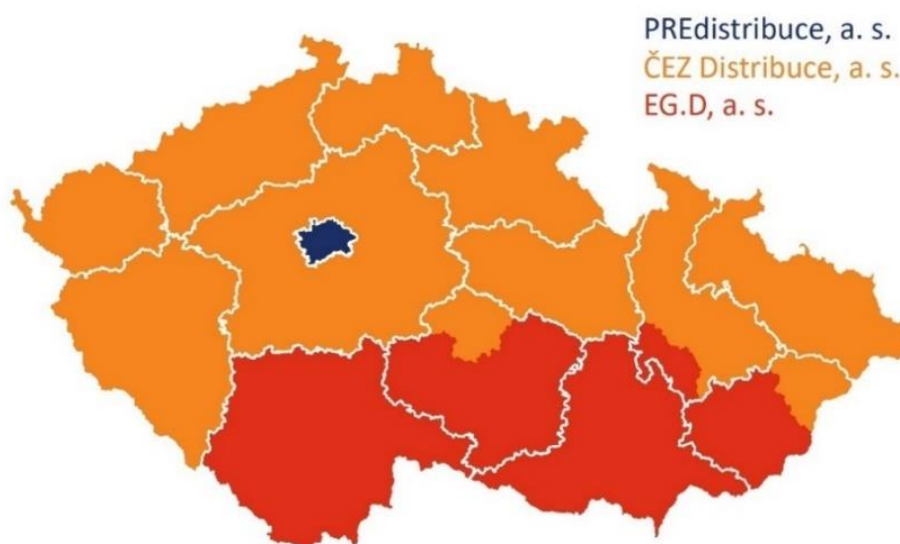 PREdistribuce, a. s.
ČEZ Distribuce, a. s.
EG.D, a. s.